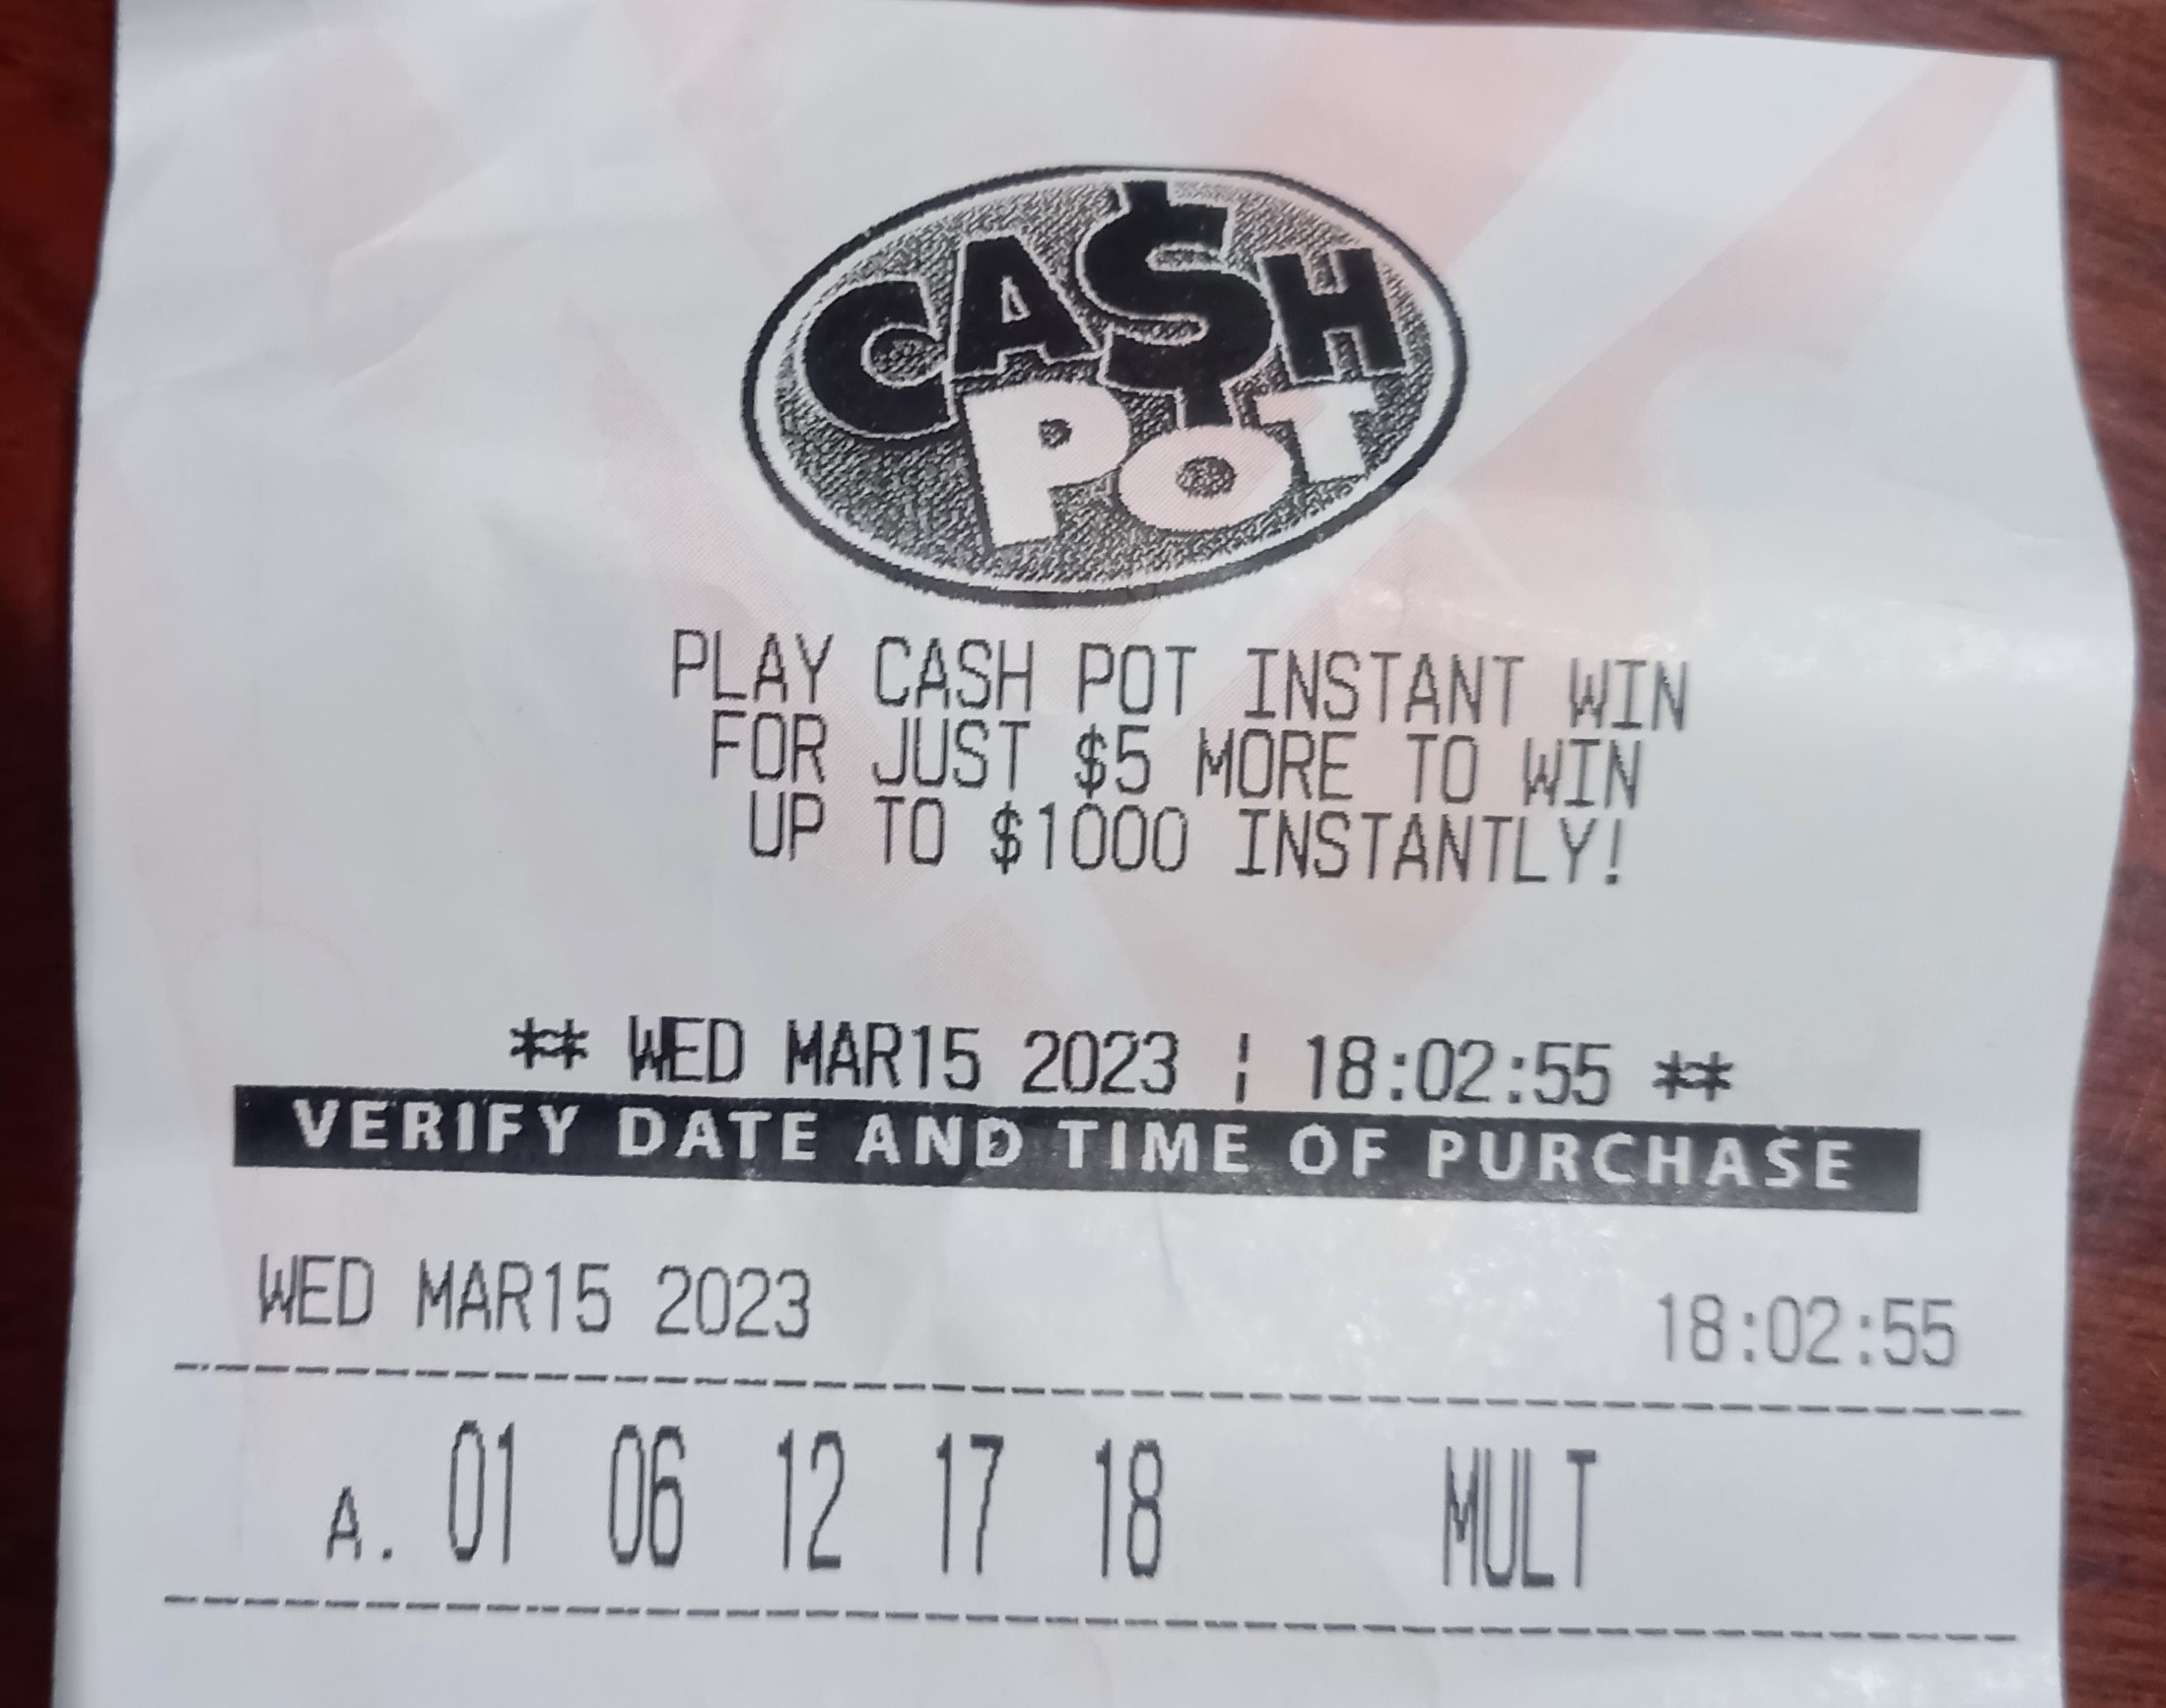 CA$H
POT
PLAY CASH POT INSTANT WIN
FOR JUST $5 MORE TO WIN
UP TO $1000 INSTANTLY!
** WED MAR15 2023 ¦ 18:02:55 **
VERIFY DATE AND TIME OF PURCHASE
WED MAR15 2023 18:02:55
A. 01 06 12 17 18 MULT